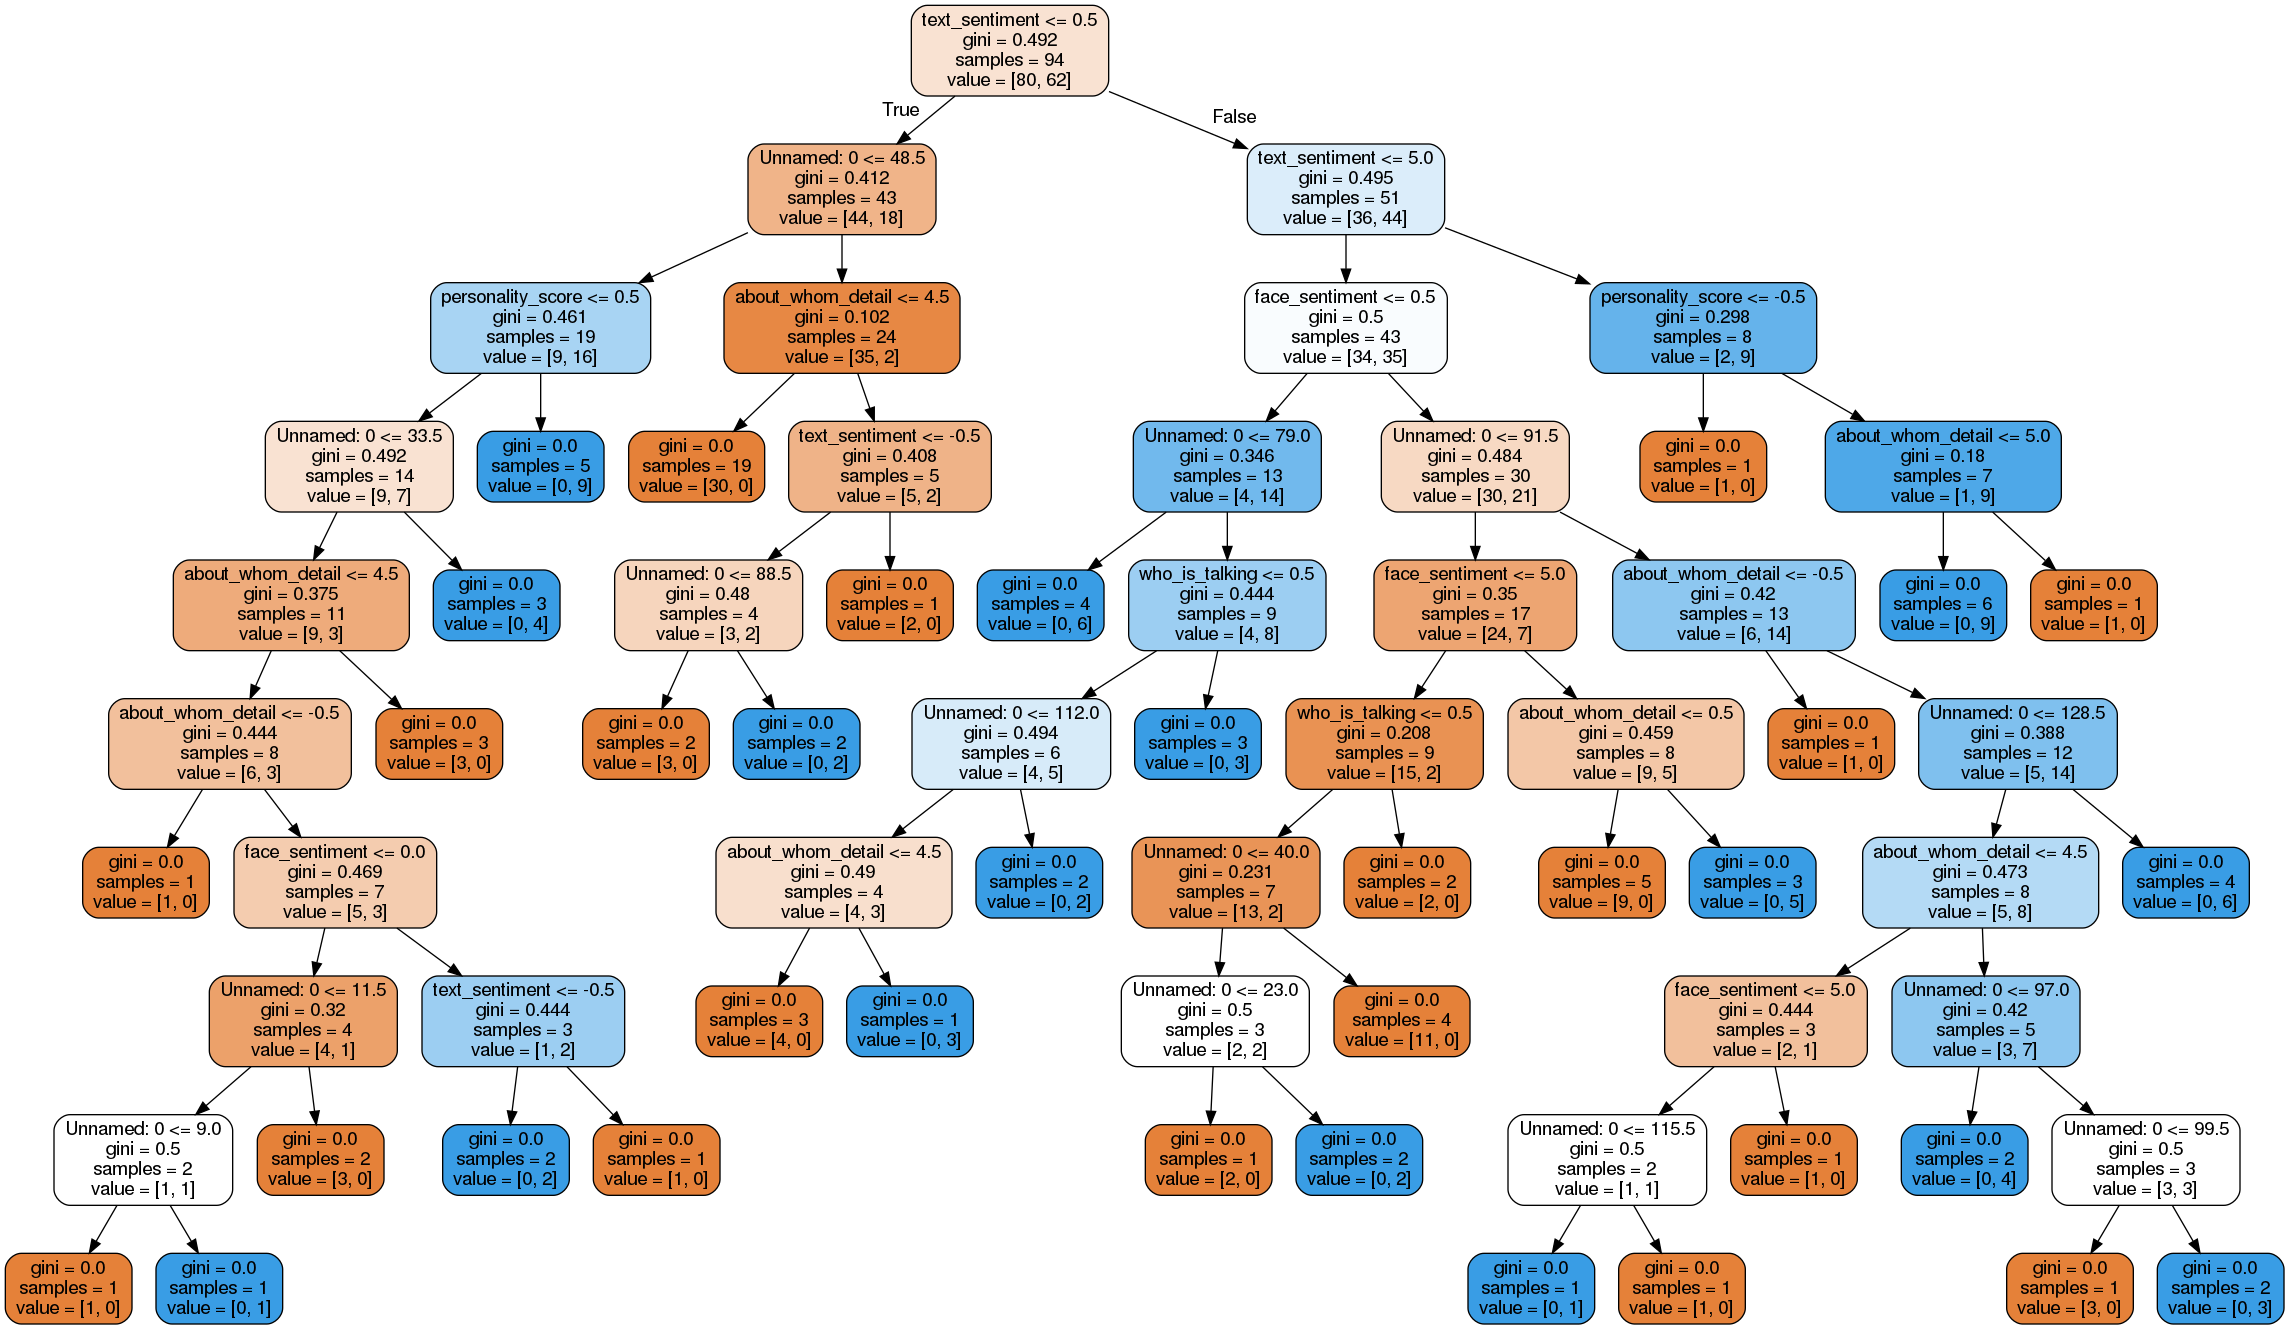 text_sentiment <= 0.5
gini = 0.492
samples = 94
value = [80, 62]
True
False
Unnamed: 0 <= 48.5
gini = 0.412
samples = 43
value = [44, 18]
text_sentiment <= 5.0
gini = 0.495
samples = 51
value = [36, 44]
personality_score <= 0.5
gini = 0.461
samples = 19
value = [9, 16]
about_whom_detail <= 4.5
gini = 0.102
samples = 24
value = [35, 2]
face_sentiment <= 0.5
gini = 0.5
samples = 43
value = [34, 35]
personality_score <= -0.5
gini = 0.298
samples = 8
value = [2, 9]
Unnamed: 0 <= 33.5
gini = 0.492
samples = 14
value = [9, 7]
gini = 0.0
samples = 5
value = [0, 9]
gini = 0.0
samples = 19
value = [30, 0]
text_sentiment <= -0.5
gini = 0.408
samples = 5
value = [5, 2]
Unnamed: 0 <= 79.0
gini = 0.346
samples = 13
value = [4, 14]
Unnamed: 0 <= 91.5
gini = 0.484
samples = 30
value = [30, 21]
gini = 0.0
samples = 1
value = [1, 0]
about_whom_detail <= 5.0
gini = 0.18
samples = 7
value = [1, 9]
about_whom_detail <= 4.5
gini = 0.375
samples = 11
value = [9, 3]
gini = 0.0
samples = 3
value = [0, 4]
Unnamed: 0 <= 88.5
gini = 0.48
samples = 4
value = [3, 2]
gini = 0.0
samples = 1
value = [2, 0]
gini = 0.0
samples = 4
value = [0, 6]
who_is_talking <= 0.5
gini = 0.444
samples = 9
value = [4, 8]
face_sentiment <= 5.0
gini = 0.35
samples = 17
value = [24, 7]
about_whom_detail <= -0.5
gini = 0.42
samples = 13
value = [6, 14]
gini = 0.0
samples = 6
value = [0, 9]
gini = 0.0
samples = 1
value = [1, 0]
about_whom_detail <= -0.5
gini = 0.444
samples = 8
value = [6, 3]
gini = 0.0
samples = 3
value = [3, 0]
gini = 0.0
samples = 2
value = [3, 0]
gini = 0.0
samples = 2
value = [0, 2]
Unnamed: 0 <= 112.0
gini = 0.494
samples = 6
value = [4, 5]
gini = 0.0
samples = 3
value = [0, 3]
who_is_talking <= 0.5
gini = 0.208
samples = 9
value = [15, 2]
about_whom_detail <= 0.5
gini = 0.459
samples = 8
value = [9, 5]
gini = 0.0
samples = 1
value = [1, 0]
Unnamed: 0 <= 128.5
gini = 0.388
samples = 12
value = [5, 14]
gini = 0.0
samples = 1
value = [1, 0]
face_sentiment <= 0.0
gini = 0.469
samples = 7
value = [5, 3]
about_whom_detail <= 4.5
gini = 0.49
samples = 4
value = [4, 3]
gini = 0.0
samples = 2
value = [0, 2]
Unnamed: 0 <= 40.0
gini = 0.231
samples = 7
value = [13, 2]
gini = 0.0
samples = 2
value = [2, 0]
gini = 0.0
samples = 5
value = [9, 0]
gini = 0.0
samples = 3
value = [0, 5]
about_whom_detail <= 4.5
gini = 0.473
samples = 8
value = [5, 8]
gini = 0.0
samples = 4
value = [0, 6]
Unnamed: 0 <= 11.5
gini = 0.32
samples = 4
value = [4, 1]
text_sentiment <= -0.5
gini = 0.444
samples = 3
value = [1, 2]
gini = 0.0
samples = 3
value = [4, 0]
gini = 0.0
samples = 1
value = [0, 3]
Unnamed: 0 <= 23.0
gini = 0.5
samples = 3
value = [2, 2]
gini = 0.0
samples = 4
value = [11, 0]
face_sentiment <= 5.0
gini = 0.444
samples = 3
value = [2, 1]
Unnamed: 0 <= 97.0
gini = 0.42
samples = 5
value = [3, 7]
Unnamed: 0 <= 9.0
gini = 0.5
samples = 2
value = [1, 1]
gini = 0.0
samples = 2
value = [3, 0]
gini = 0.0
samples = 2
value = [0, 2]
gini = 0.0
samples = 1
value = [1, 0]
gini = 0.0
samples = 1
value = [2, 0]
gini = 0.0
samples = 2
value = [0, 2]
Unnamed: 0 <= 115.5
gini = 0.5
samples = 2
value = [1, 1]
gini = 0.0
samples = 1
value = [1, 0]
gini = 0.0
samples = 2
value = [0, 4]
Unnamed: 0 <= 99.5
gini = 0.5
samples = 3
value = [3, 3]
gini = 0.0
samples = 1
value = [1, 0]
gini = 0.0
samples = 1
value = [0, 1]
gini = 0.0
samples = 1
value = [0, 1]
gini = 0.0
samples = 1
value = [1, 0]
gini = 0.0
samples = 1
value = [3, 0]
gini = 0.0
samples = 2
value = [0, 3]